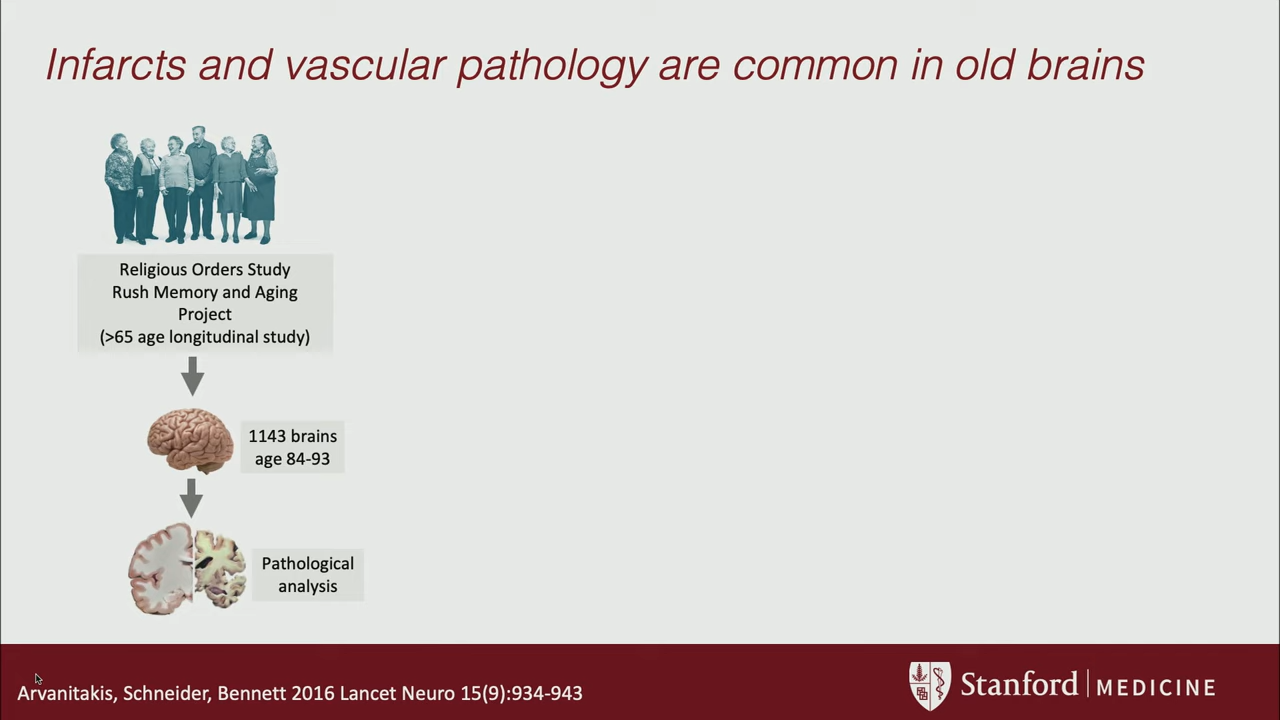 Infarcts and vascular pathology are common in old brains
Religious Orders Study
Rush Memory and Aging
Project
(>65 age longitudinal study)
1143 brains
age 84-93
Pathological
analysis
Arvanitakis, Schneider, Bennett 2016 Lancet Neuro 15(9):934-943
Stanford MEDICINE